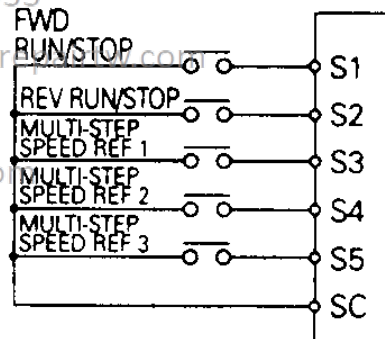 FWD
RUN/STOP
S1
REV RUN/STOP
S2
MULTI-STEP
SPEED REF 1
S3
MULTI-STEP
SPEED REF 2
S4
MULTI-STEP
SPEED REF 3
S5
SC